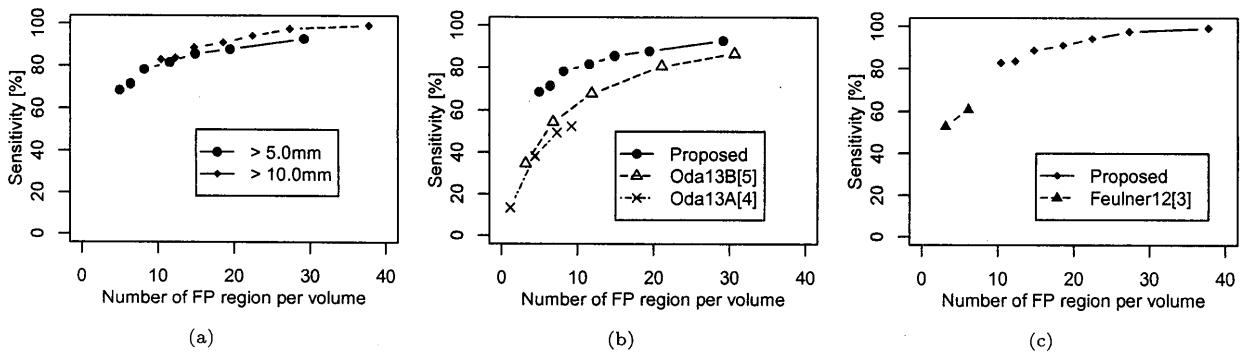 Sensitivity [%]
100
80
60
40
20
0
> 5.0mm
> 10.0mm
0 10 20 30 40
Number of FP region per volume
(a)
Sensitivity [%]
100
80
60
40
20
0
Proposed
Oda13B[5]
Oda13A[4]
0 10 20 30 40
Number of FP region per volume
(b)
Sensitivity [%]
100
80
60
40
20
0
Proposed
Feulner12[3]
0 10 20 30 40
Number of FP region per volume
(c)